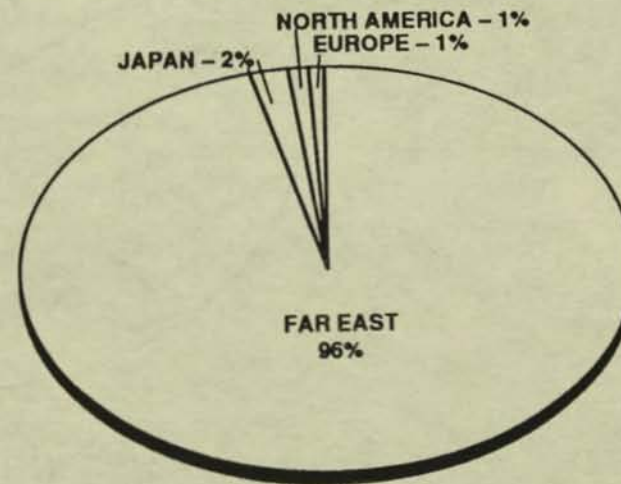 NORTH AMERICA – 1%
EUROPE – 1%
JAPAN – 2%
FAR EAST
96%